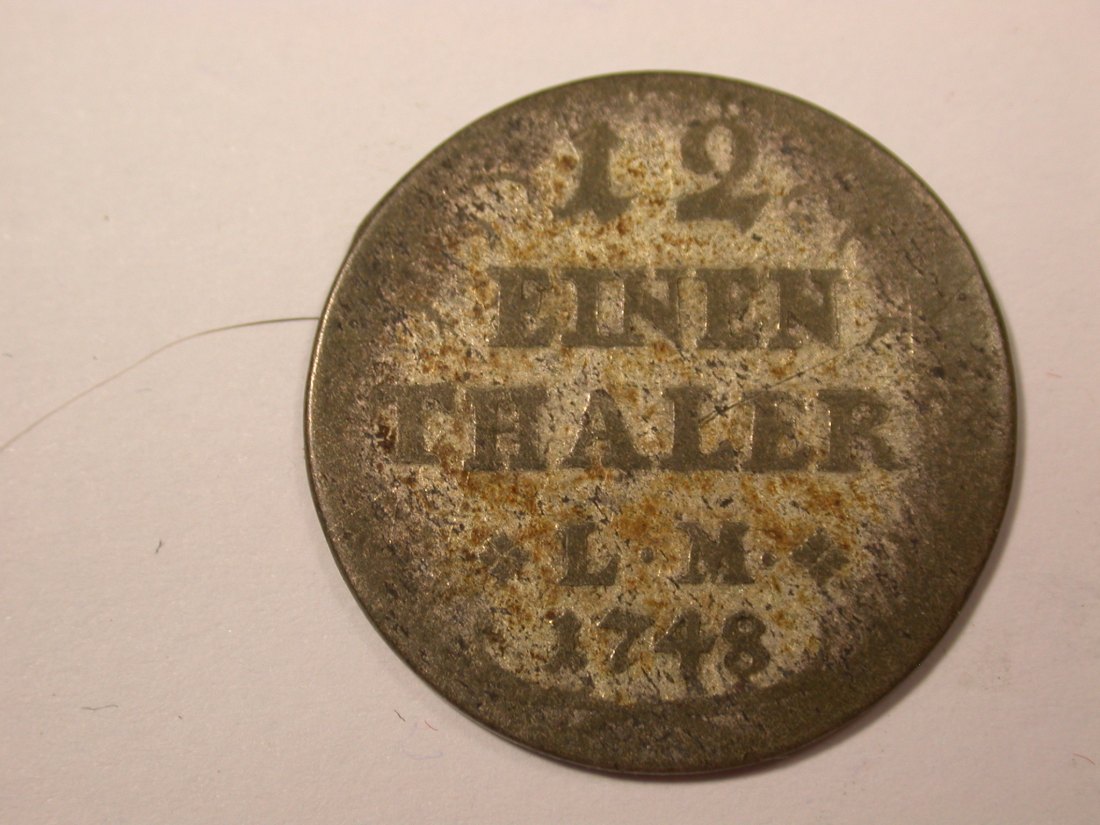 12
EINEN
THALER
L·M·
1748